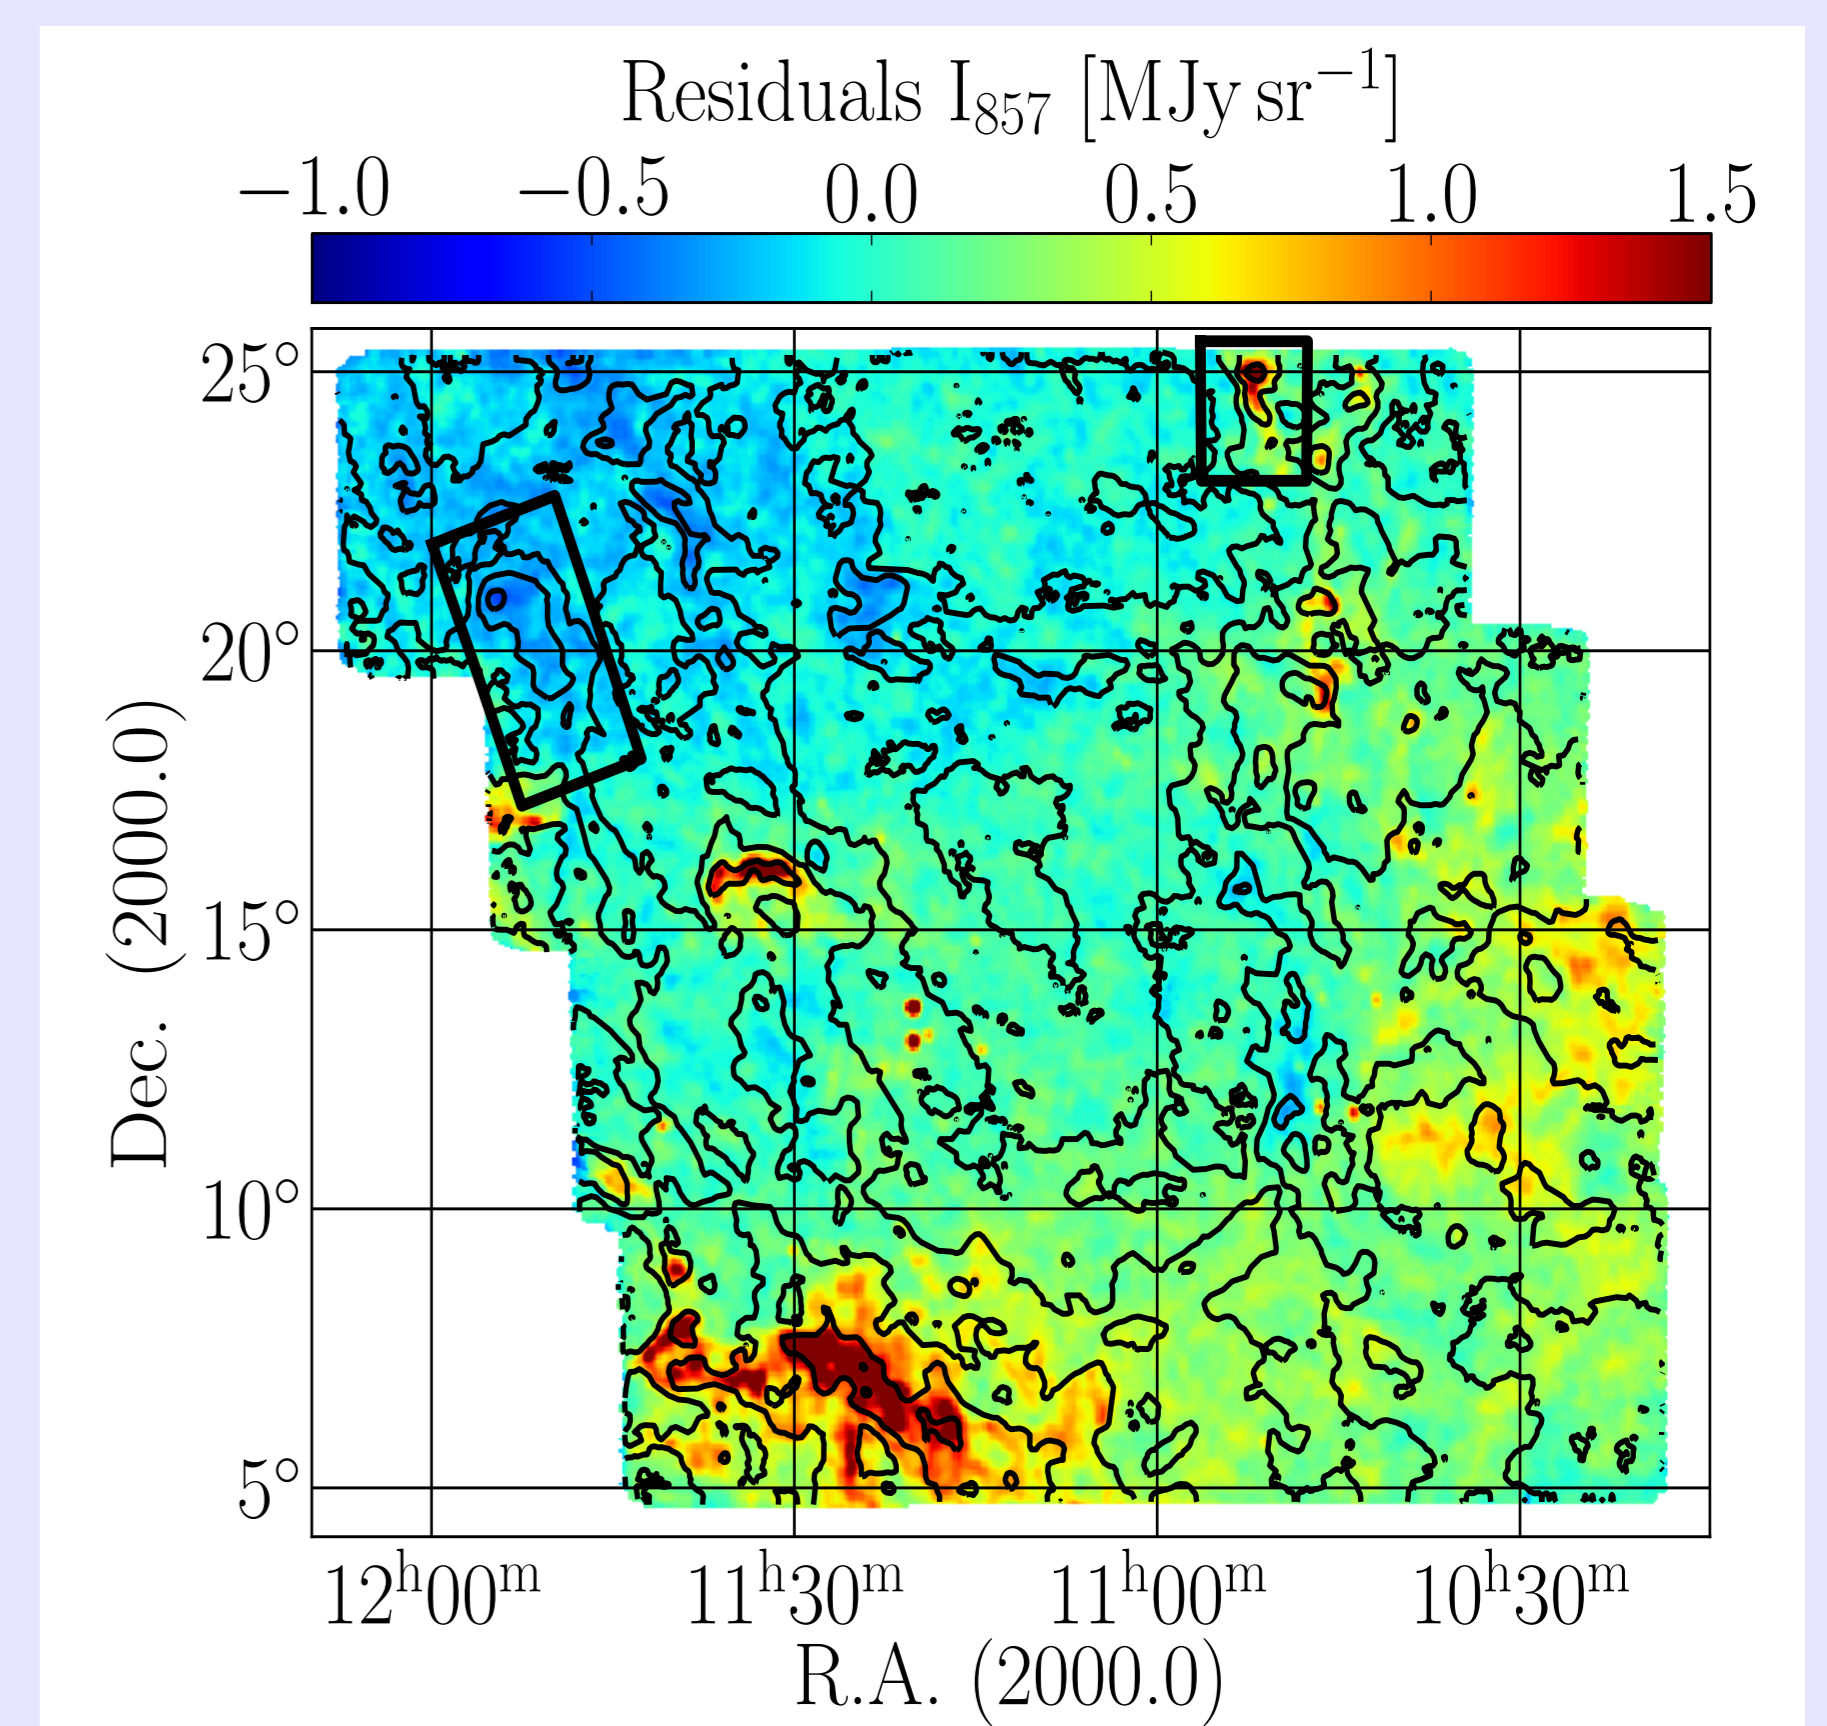 Residuals I₈₅₇ [MJy sr⁻¹]
−1.0 −0.5 0.0 0.5 1.0 1.5
25°
20°
15°
10°
5°
Dec. (2000.0)
12ʰ00ᵐ 11ʰ30ᵐ 11ʰ00ᵐ 10ʰ30ᵐ
R.A. (2000.0)